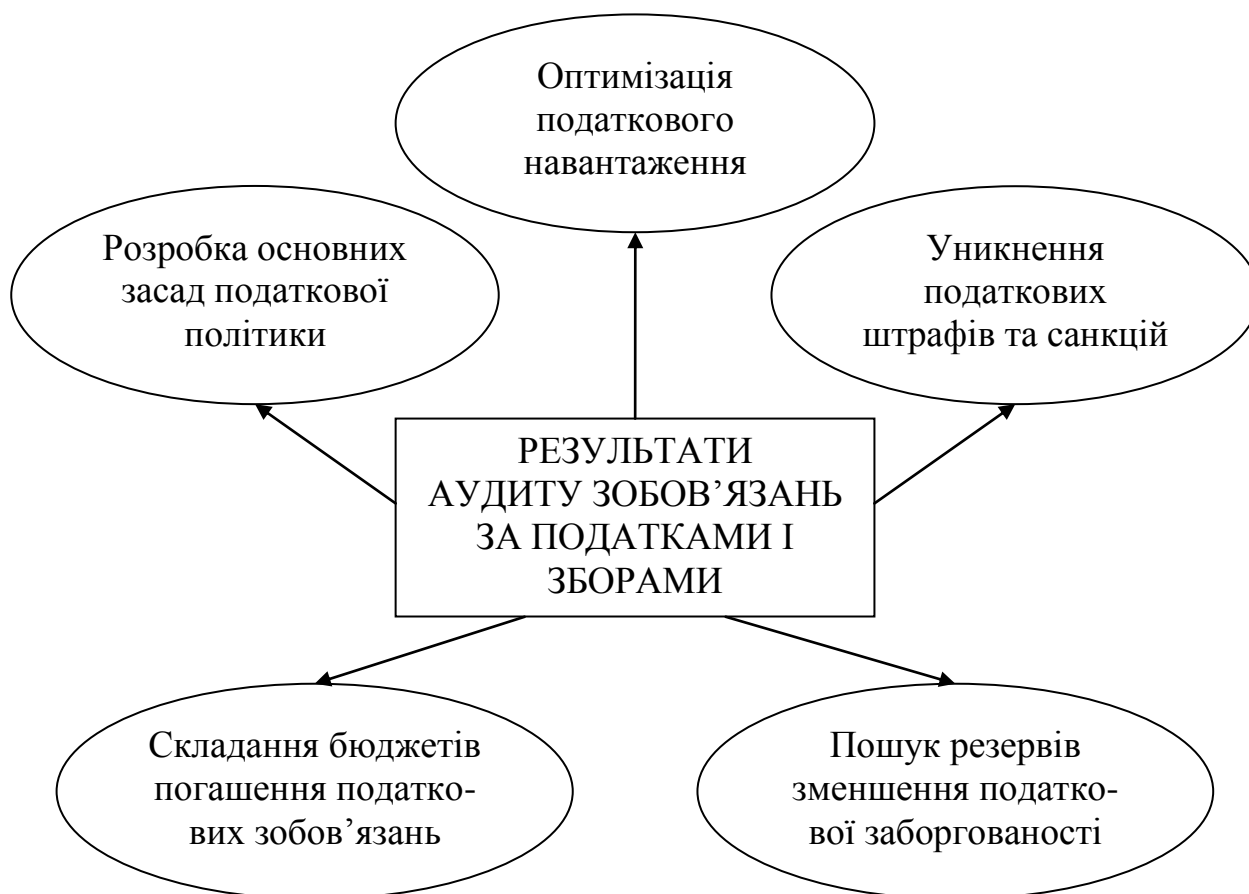 Оптимізація
податкового
навантаження
Розробка основних
засад податкової
політики
Уникнення
податкових
штрафів та санкцій
РЕЗУЛЬТАТИ
АУДИТУ ЗОБОВ’ЯЗАНЬ
ЗА ПОДАТКАМИ І
ЗБОРАМИ
Складання бюджетів
погашення податко-
вих зобов’язань
Пошук резервів
зменшення податко-
вої заборгованості